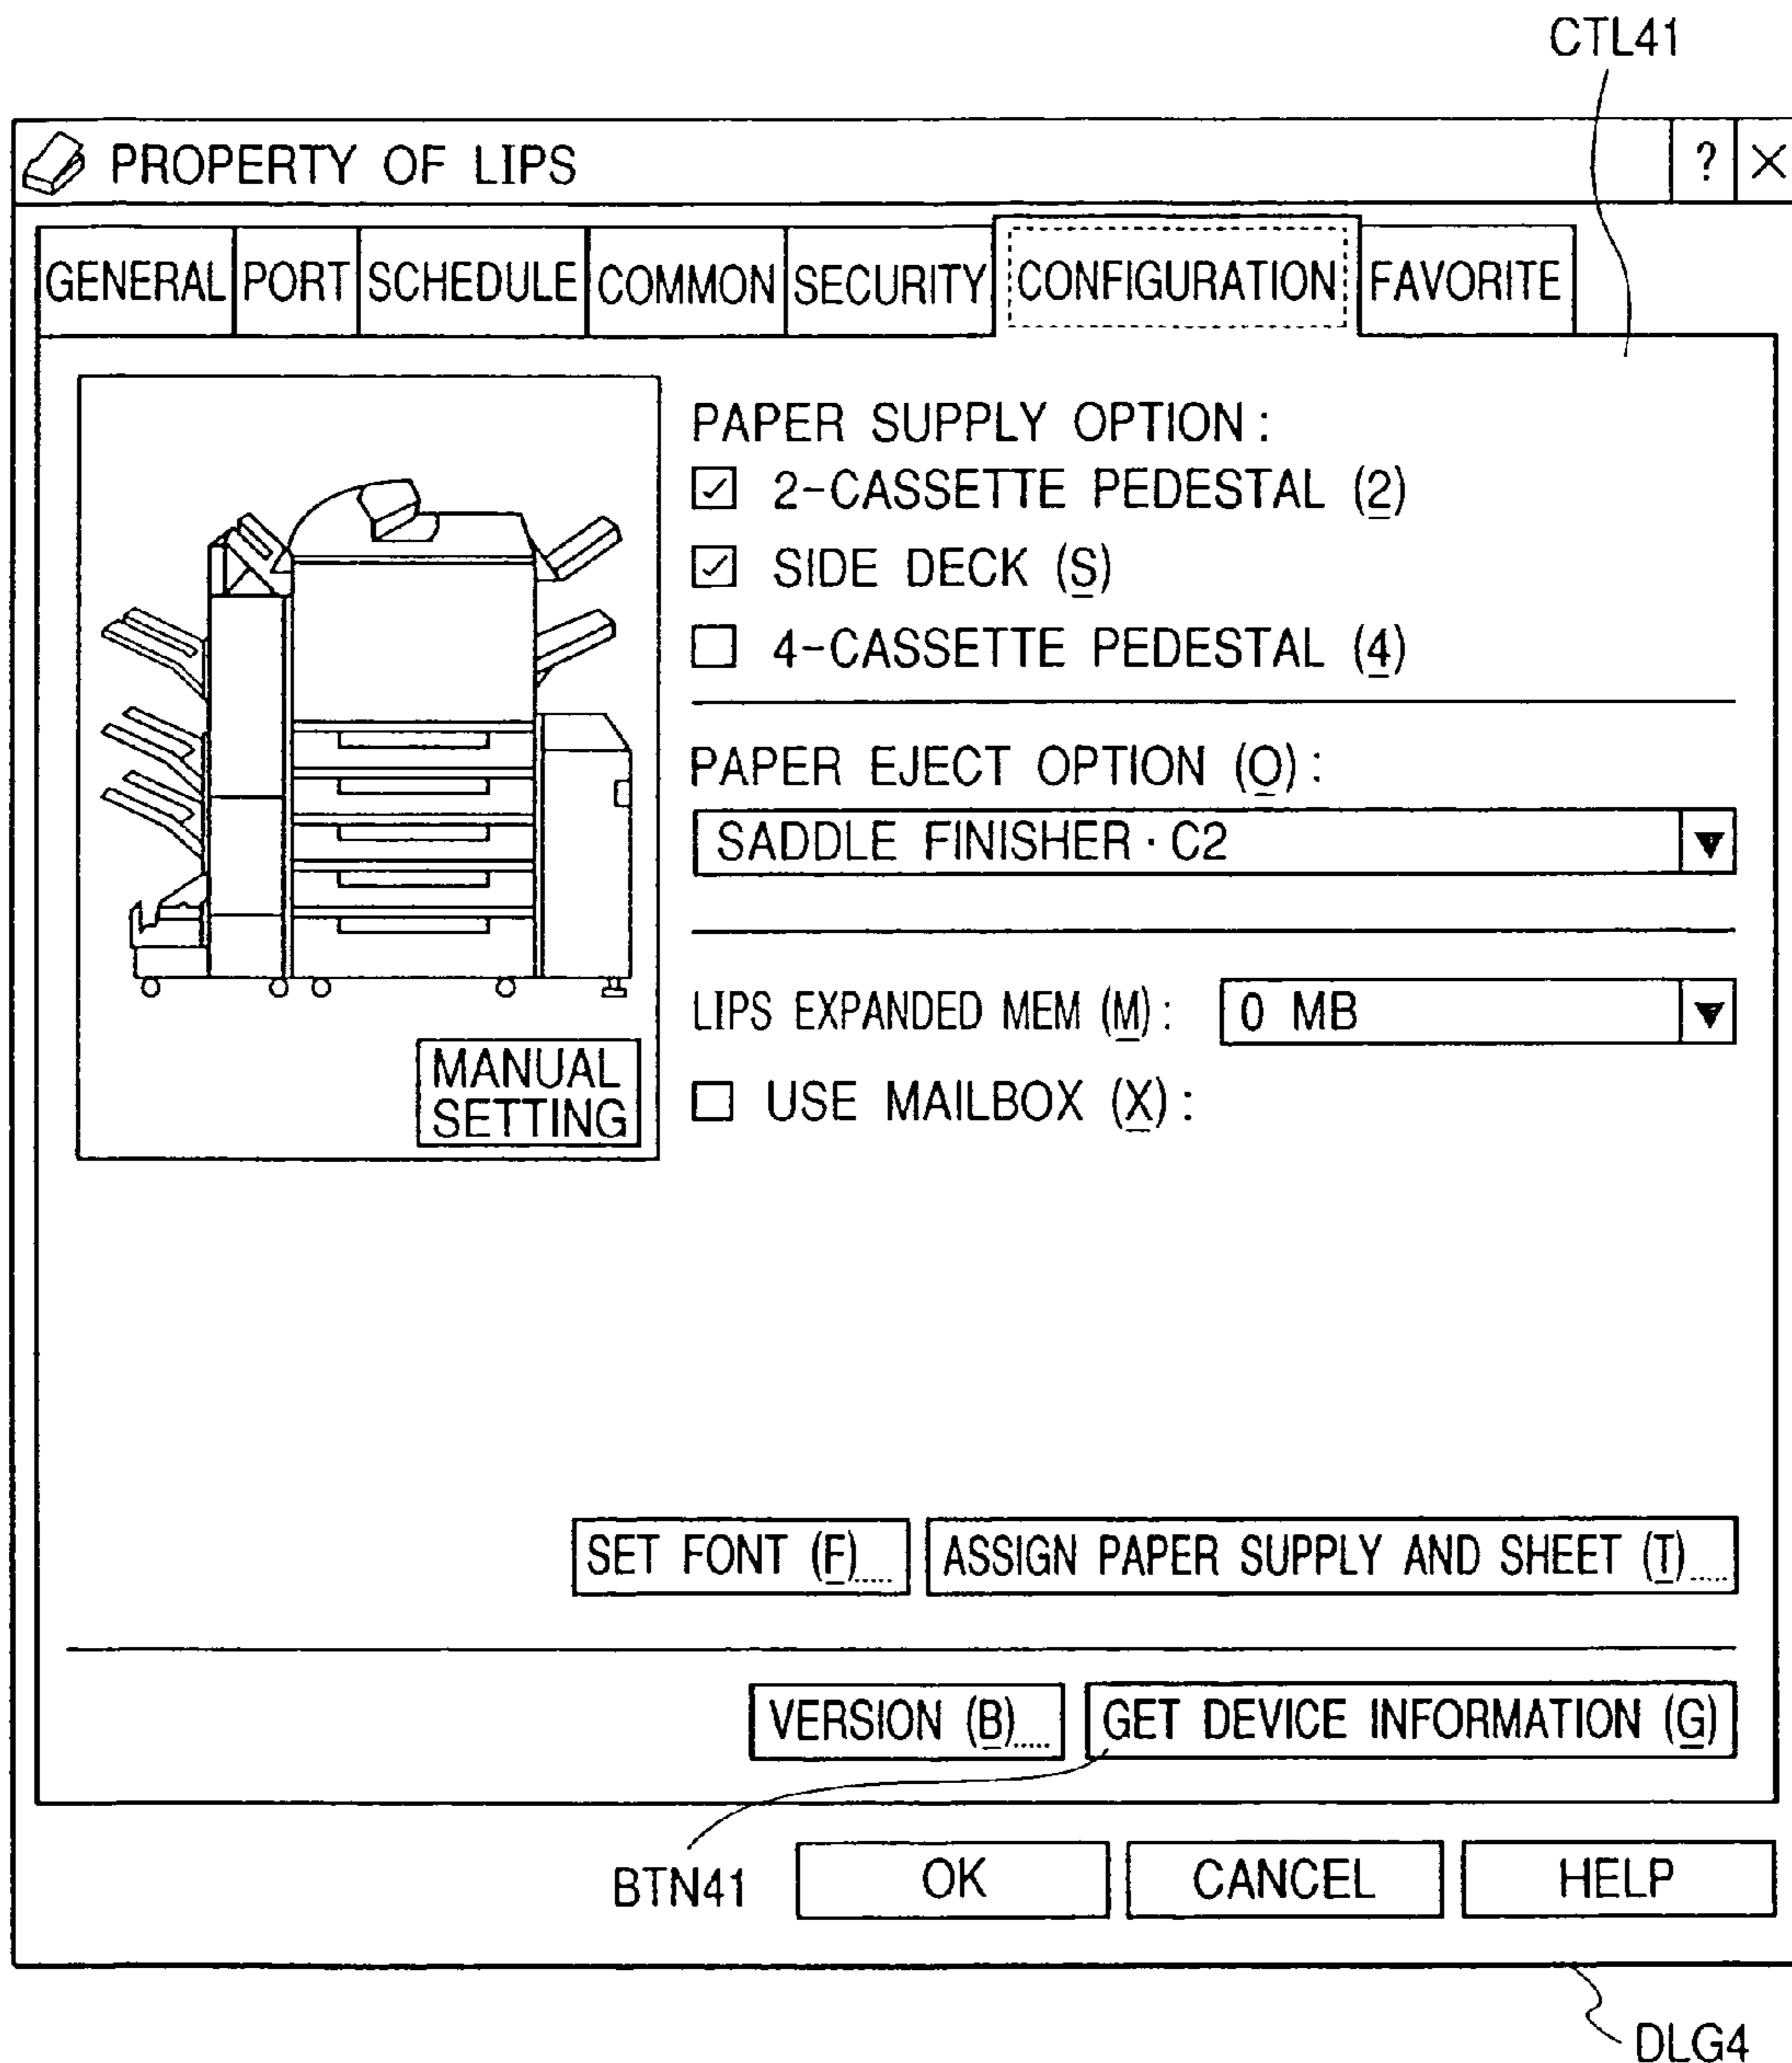 CTL41
PROPERTY OF LIPS ? ×
GENERAL PORT SCHEDULE COMMON SECURITY CONFIGURATION FAVORITE
PAPER SUPPLY OPTION :
2-CASSETTE PEDESTAL (2)
SIDE DECK (S)
4-CASSETTE PEDESTAL (4)
PAPER EJECT OPTION (O) :
SADDLE FINISHER · C2
LIPS EXPANDED MEM (M) : 0 MB
MANUAL
SETTING
USE MAILBOX (X) :
SET FONT (F)..... ASSIGN PAPER SUPPLY AND SHEET (T).....
VERSION (B)..... GET DEVICE INFORMATION (G)
BTN41 OK CANCEL HELP
DLG4